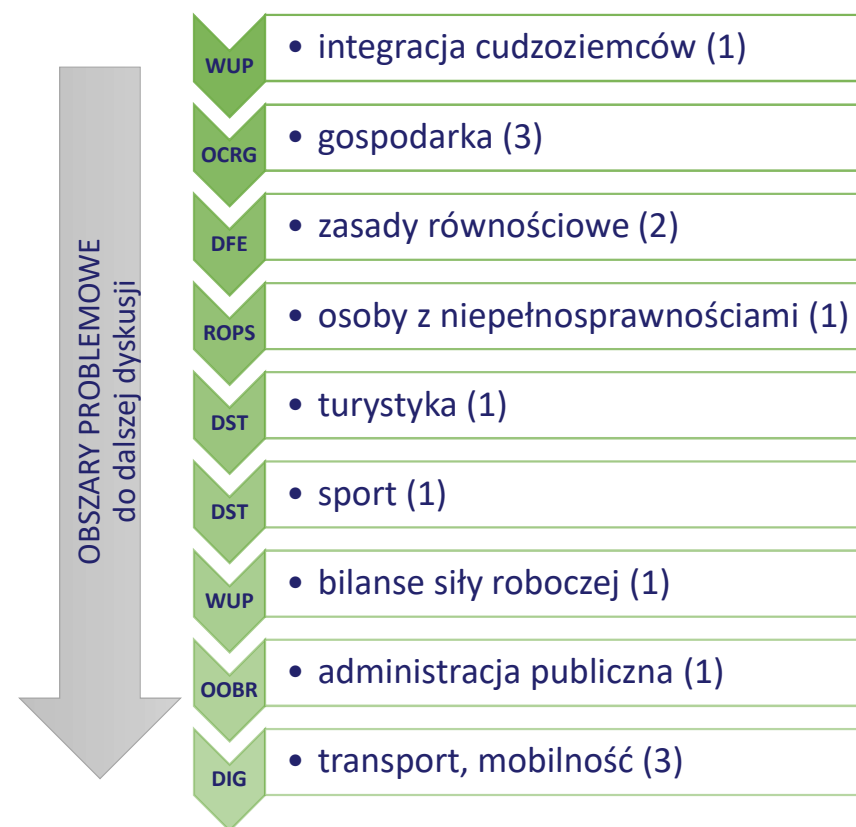 OBSZARY PROBLEMOWE
do dalszej dyskusji
WUP
• integracja cudzoziemców (1)
OCRG
• gospodarka (3)
DFE
• zasady równościowe (2)
ROPS
• osoby z niepełnosprawnościami (1)
DST
• turystyka (1)
DST
• sport (1)
WUP
• bilanse siły roboczej (1)
OOBR
• administracja publiczna (1)
DIG
• transport, mobilność (3)